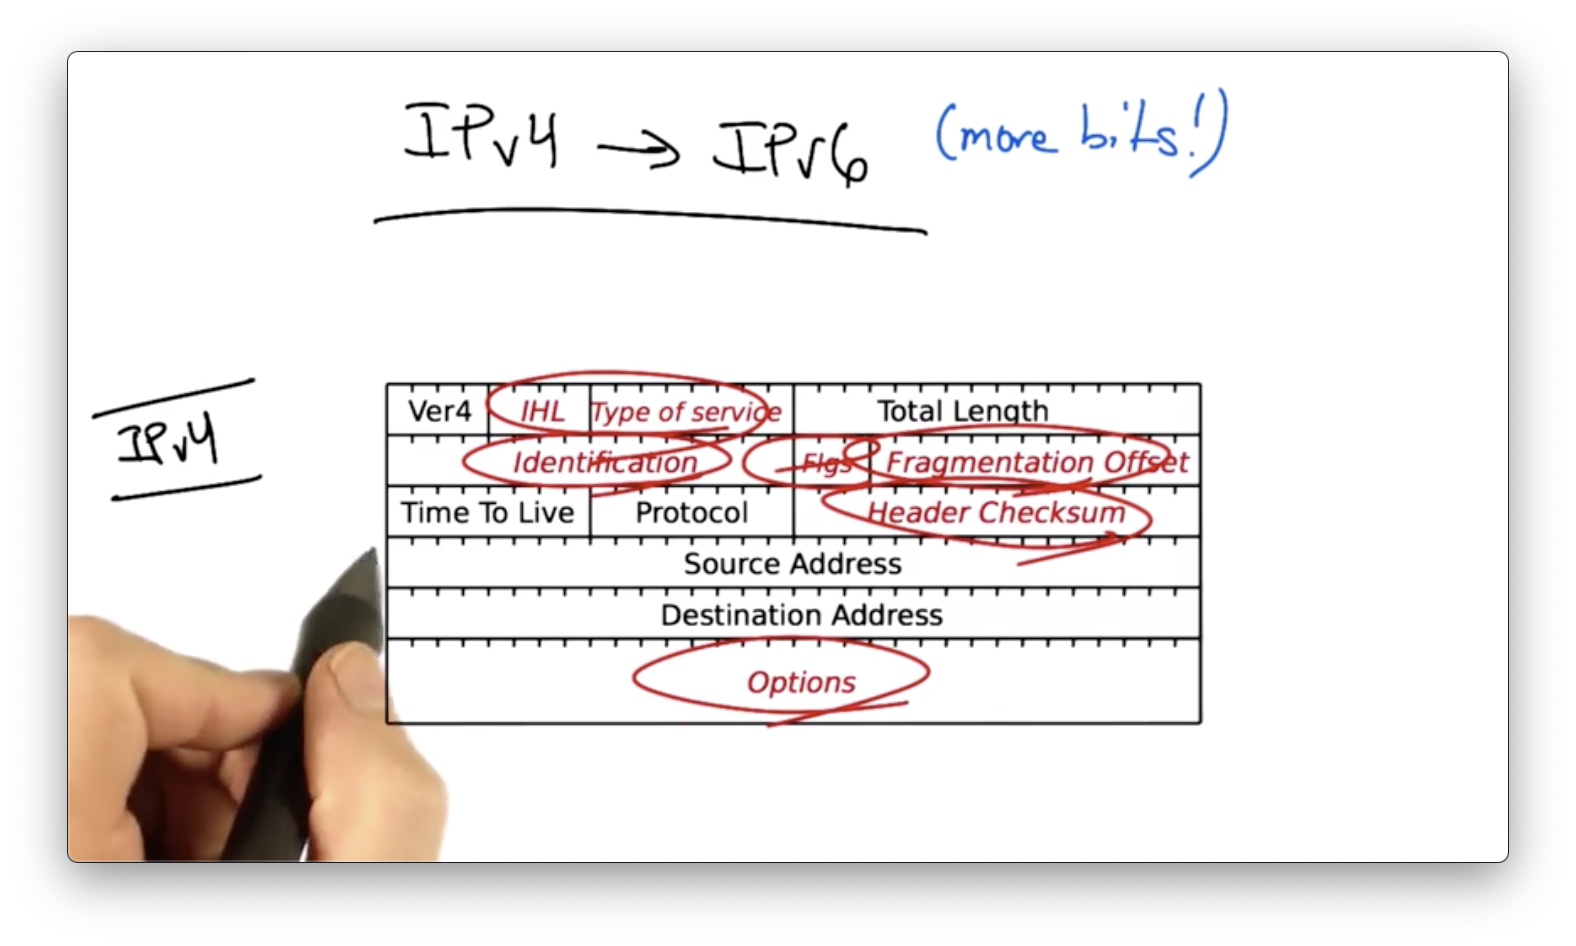 IPv4 → IPv6 (more bits!)
IPv4
Ver4 IHL Type of service Total Length
Identification Flgs Fragmentation Offset
Time To Live Protocol Header Checksum
Source Address
Destination Address
Options